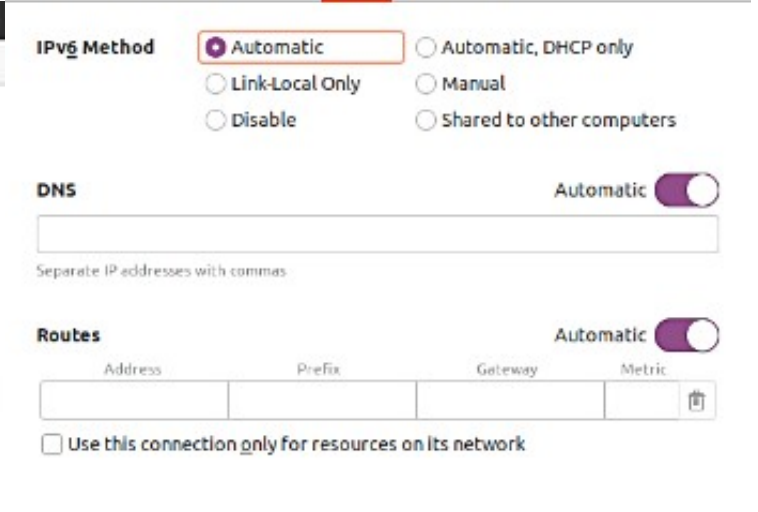 IPv6 Method Automatic Automatic, DHCP only
Link-Local Only Manual
Disable Shared to other computers
DNS Automatic
Separate IP addresses with commas
Routes Automatic
Address Prefix Gateway Metric
Use this connection only for resources on its network